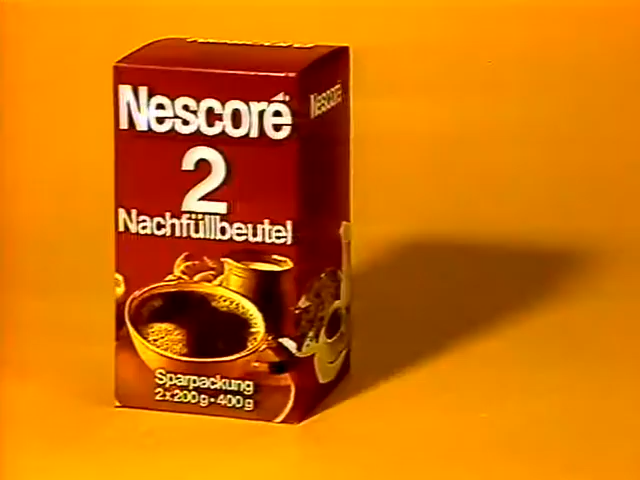 Nescoré
2
Nachfüllbeutel
Sparpackung
2x200g•400g
Nescoré